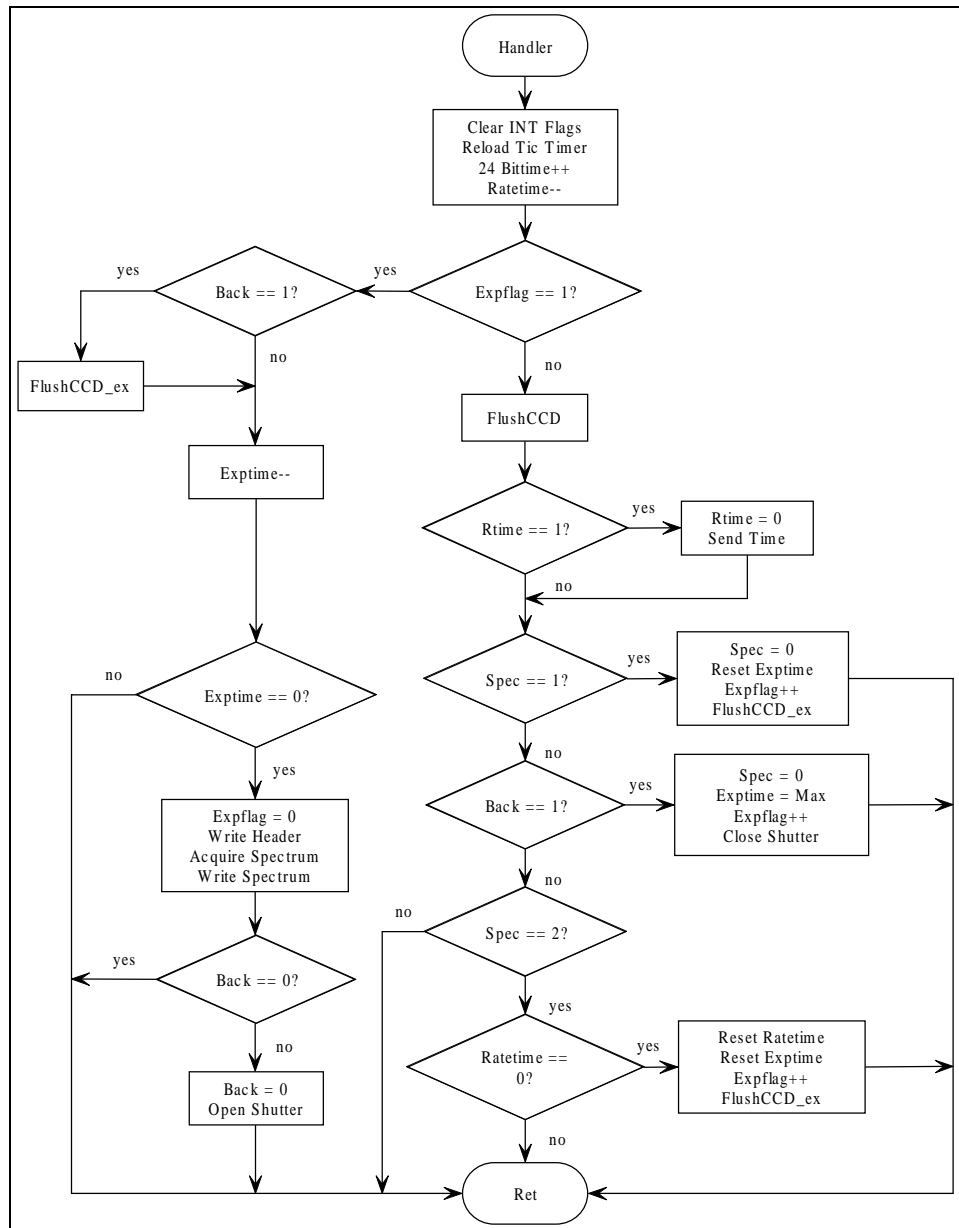 Handler
Clear INT Flags
Reload Tic Timer
24 Bittime++
Ratetime--
yes
Back == 1?
yes
Expflag == 1?
no
no
FlushCCD_ex
FlushCCD
Exptime--
Rtime == 1?
yes
Rtime = 0
Send Time
no
no
Exptime == 0?
yes
Spec == 1?
yes
Spec = 0
Reset Exptime
Expflag++
FlushCCD_ex
no
Expflag = 0
Write Header
Acquire Spectrum
Write Spectrum
Back == 1?
yes
Spec = 0
Exptime = Max
Expflag++
Close Shutter
no
no
Spec == 2?
yes
yes
Back == 0?
no
Back = 0
Open Shutter
Ratetime ==
0?
yes
Reset Ratetime
Reset Exptime
Expflag++
FlushCCD_ex
no
Ret